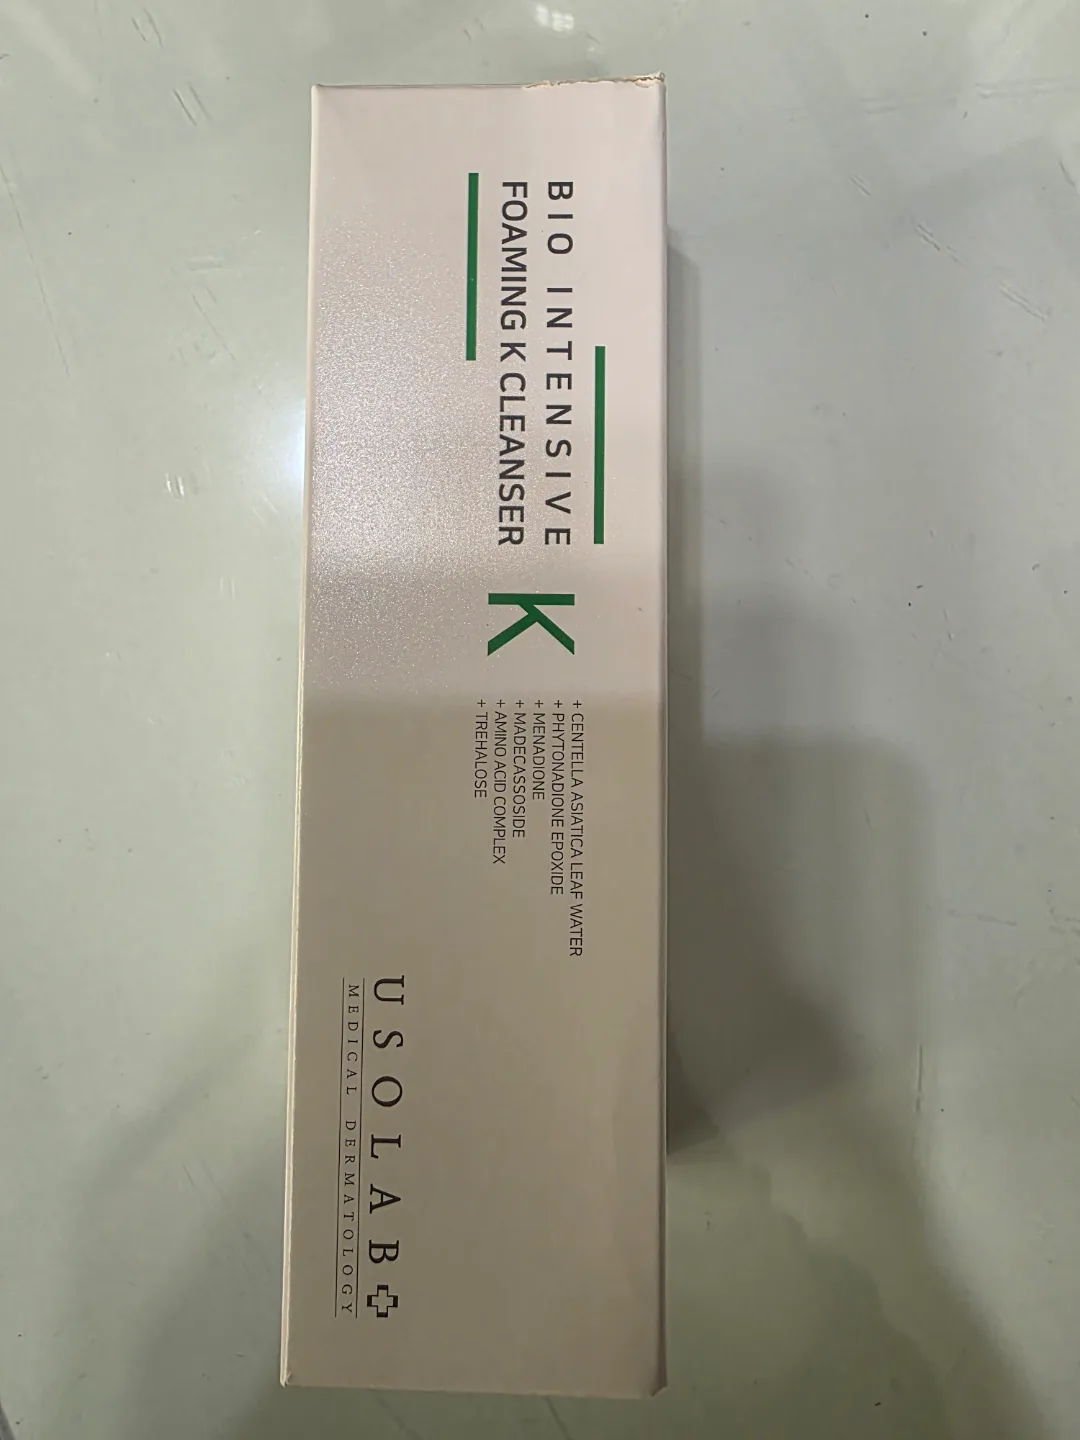 BIO INTENSIVE
FOAMING K CLEANSER
K
+ CENTELLA ASIATICA LEAF WATER
+ PHYTONADIONE EPOXIDE
+ MENADIONE
+ MADECASSOSIDE
+ AMINO ACID COMPLEX
+ TREHALOSE
USOLAB
MEDICAL DERMATOLOGY